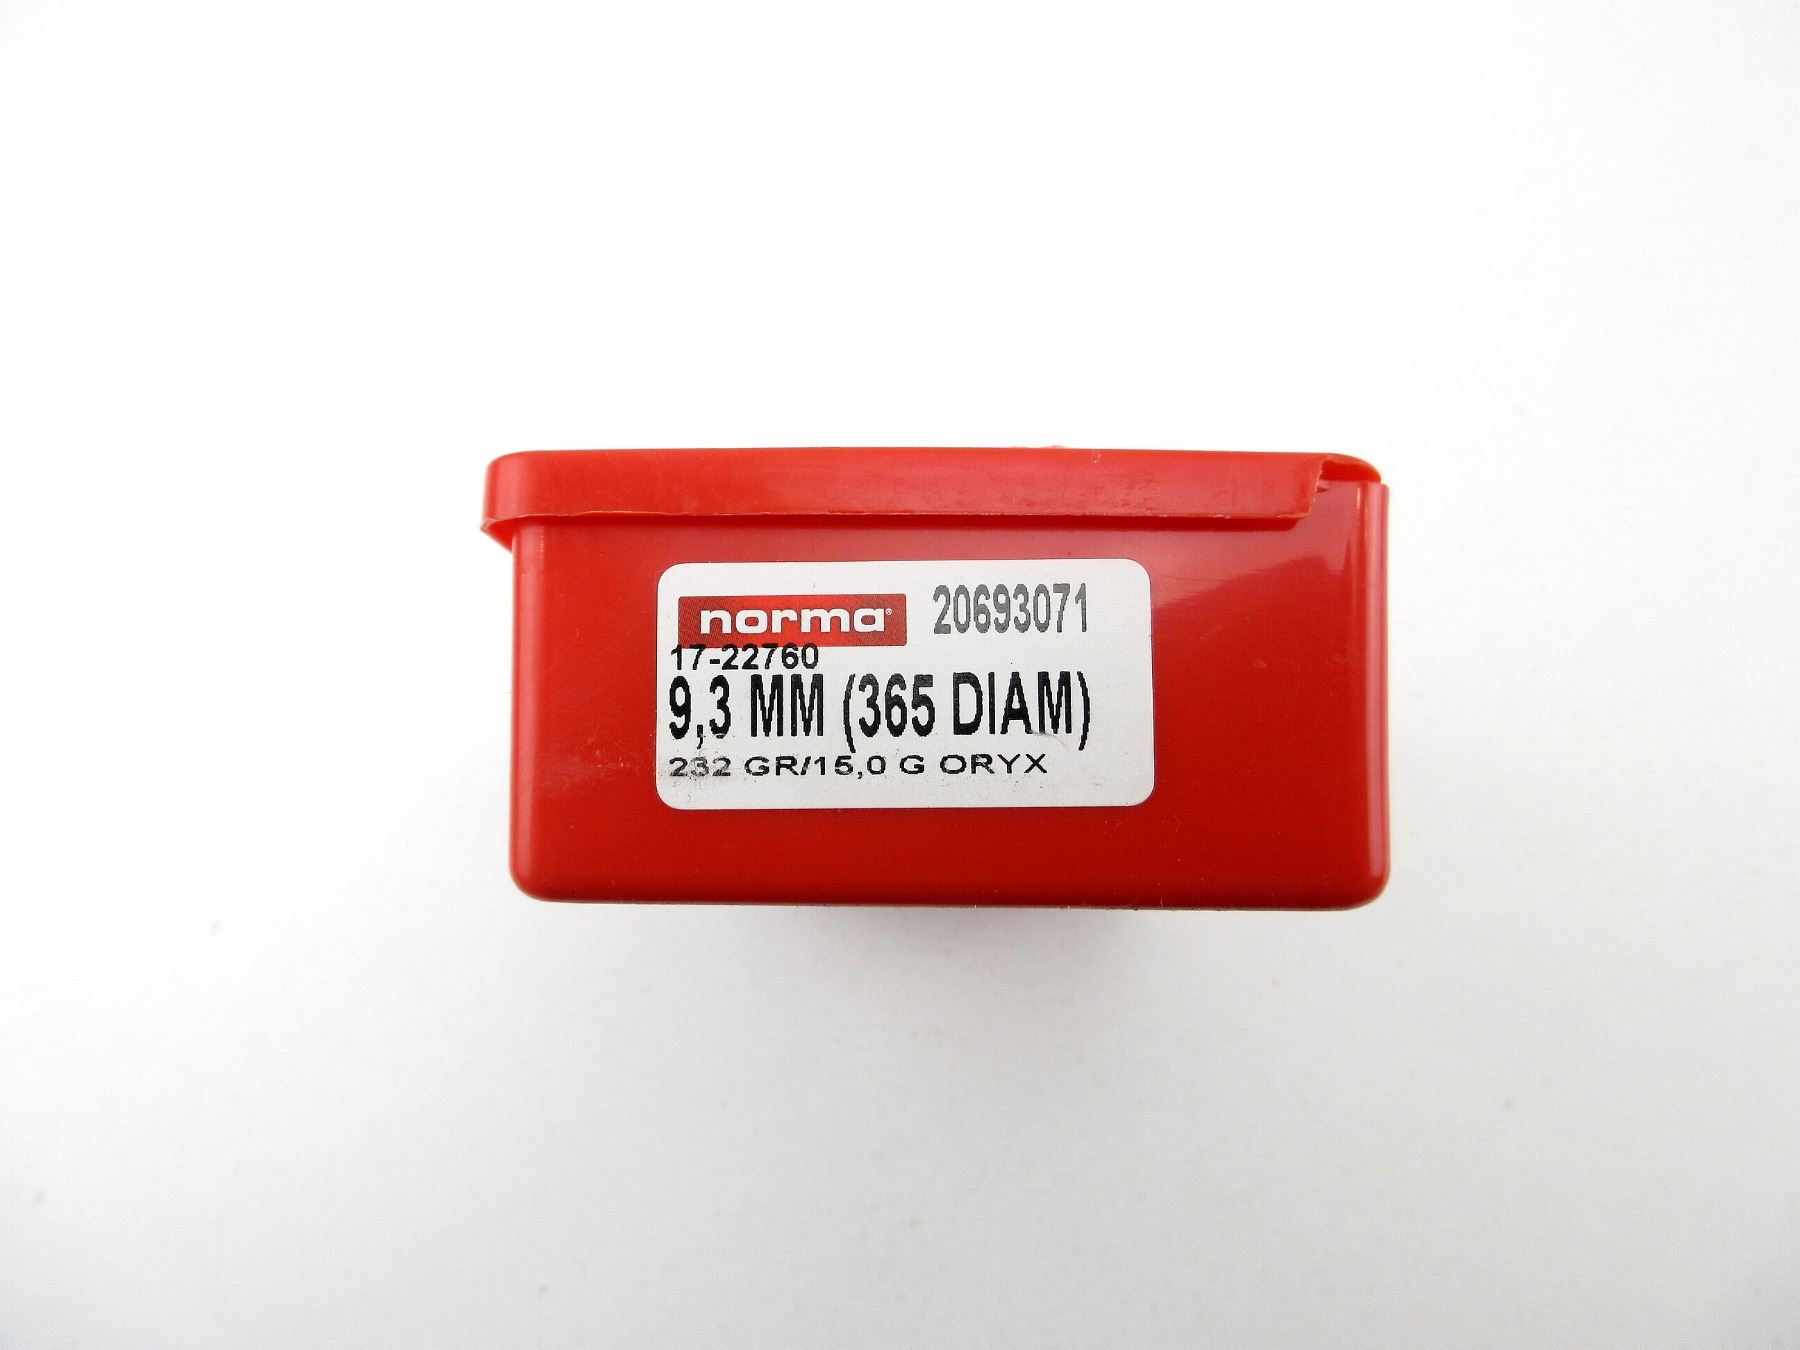 norma® 20693071
17-22760
9,3 MM (365 DIAM)
232 GR/15,0 G ORYX